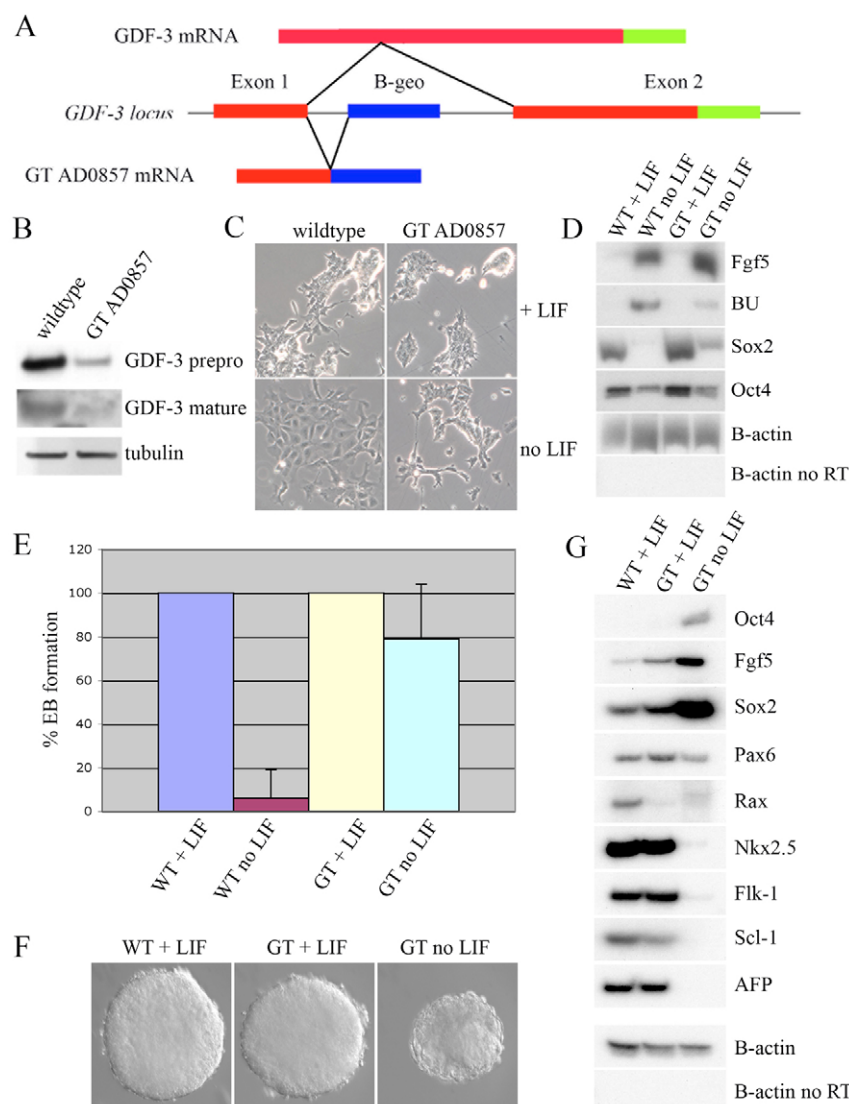 A
GDF-3 mRNA
Exon 1
B-geo
Exon 2
GDF-3 locus
GT AD0857 mRNA
B
wildtype
GT AD0857
GDF-3 prepro
GDF-3 mature
tubulin
C
wildtype
GT AD0857
+ LIF
no LIF
D
WT + LIF
WT no LIF
GT + LIF
GT no LIF
Fgf5
BU
Sox2
Oct4
B-actin
B-actin no RT
E
% EB formation
120
100
80
60
40
20
0
WT + LIF
WT no LIF
GT + LIF
GT no LIF
F
WT + LIF
GT + LIF
GT no LIF
G
WT + LIF
GT + LIF
GT no LIF
Oct4
Fgf5
Sox2
Pax6
Rax
Nkx2.5
Flk-1
Scl-1
AFP
B-actin
B-actin no RT